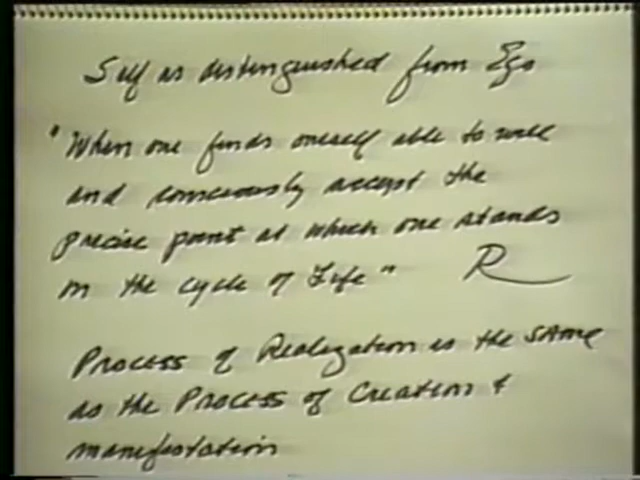 Self as distinguished from Ego
"When one finds oneself able to will
and consciously accept the
precise point at which one stands
in the cycle of Life" R
Process of Realization is the SAME
as the Process of Creation &
manifestation